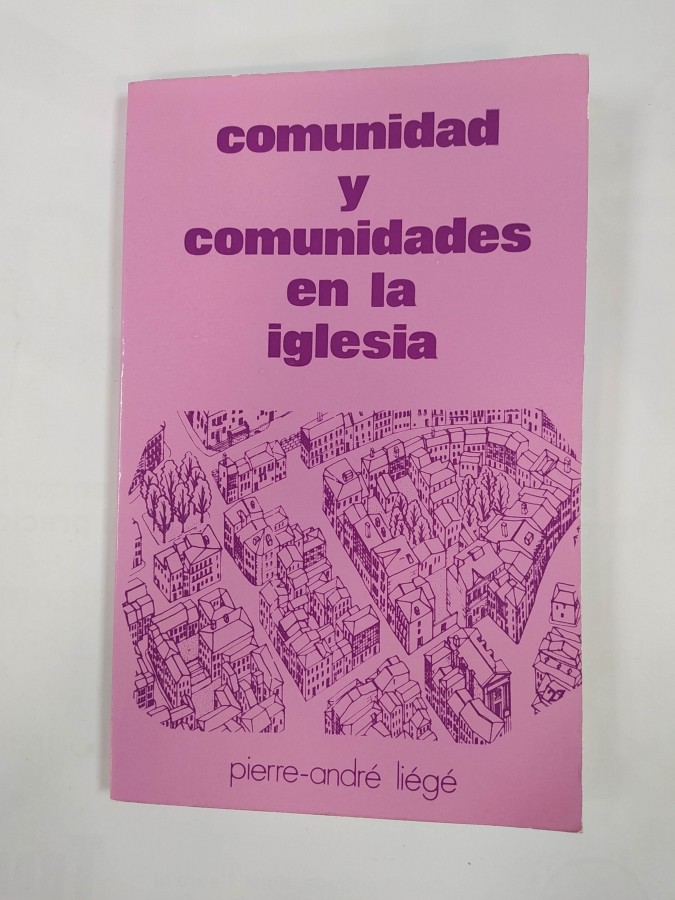 comunidad
y
comunidades
en la
iglesia
pierre-andré liégé